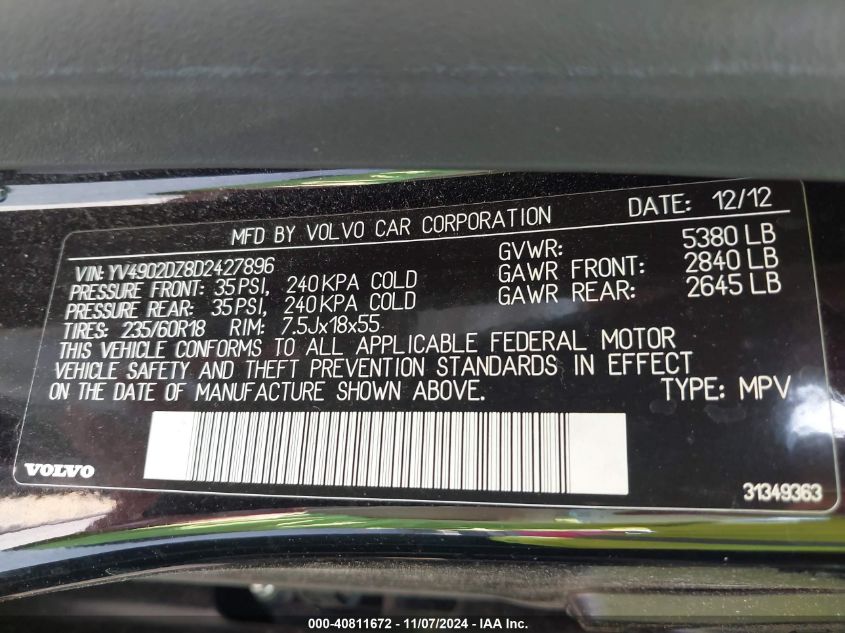 MFD BY VOLVO CAR CORPORATION DATE: 12/12
VIN: YV4902DZ8D2427896 GVWR: 5380 LB
PRESSURE FRONT: 35 PSI, 240 KPA COLD GAWR FRONT: 2840 LB
PRESSURE REAR: 35 PSI, 240 KPA COLD GAWR REAR: 2645 LB
TIRES: 235/60R18 RIM: 7.5Jx18x55
THIS VEHICLE CONFORMS TO ALL APPLICABLE FEDERAL MOTOR
VEHICLE SAFETY AND THEFT PREVENTION STANDARDS IN EFFECT
ON THE DATE OF MANUFACTURE SHOWN ABOVE. TYPE: MPV
VOLVO 31349363
000-40811672 — 11/07/2024 — IAA Inc.